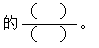 的（　）/（　）。